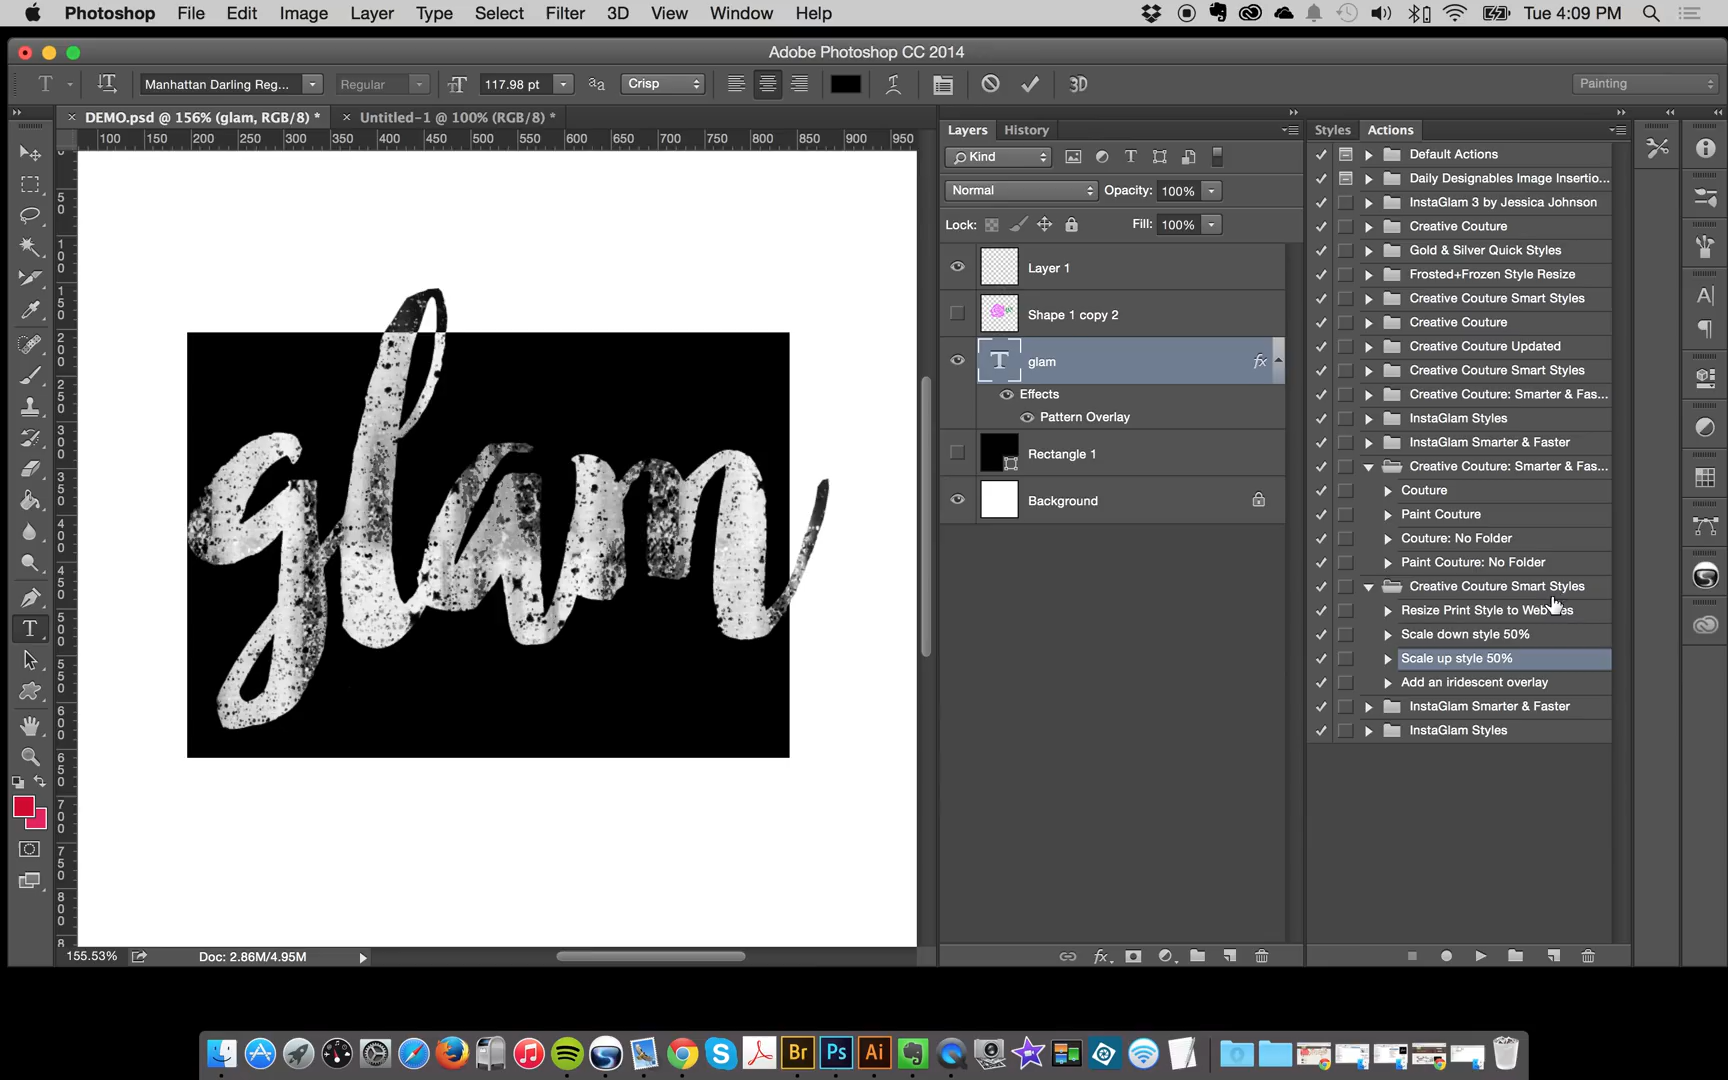 Photoshop File Edit Image Layer Type Select Filter 3D View Window Help Tue 4:09 PM
Adobe Photoshop CC 2014
T Manhattan Darling Reg... Regular 117.98 pt aa Crisp 3D Painting
DEMO.psd @ 156% (glam, RGB/8) * Untitled-1 @ 100% (RGB/8) *
100 150 200 250 300 350 400 450 500 550 600 650 700 750 800 850 900 950
Layers History
Kind
Normal Opacity: 100%
Lock: Fill: 100%
Layer 1
Shape 1 copy 2
T glam fx
Effects
Pattern Overlay
Rectangle 1
Background
Styles Actions
Default Actions
Daily Designables Image Insertio...
InstaGlam 3 by Jessica Johnson
Creative Couture
Gold & Silver Quick Styles
Frosted+Frozen Style Resize
Creative Couture Smart Styles
Creative Couture
Creative Couture Updated
Creative Couture Smart Styles
Creative Couture: Smarter & Fas...
InstaGlam Styles
InstaGlam Smarter & Faster
Creative Couture: Smarter & Fas...
Couture
Paint Couture
Couture: No Folder
Paint Couture: No Folder
Creative Couture Smart Styles
Resize Print Style to Web
Scale down style 50%
Scale up style 50%
Add an iridescent overlay
InstaGlam Smarter & Faster
InstaGlam Styles
glam
155.53% Doc: 2.86M/4.95M
fx
Br Ps Ai